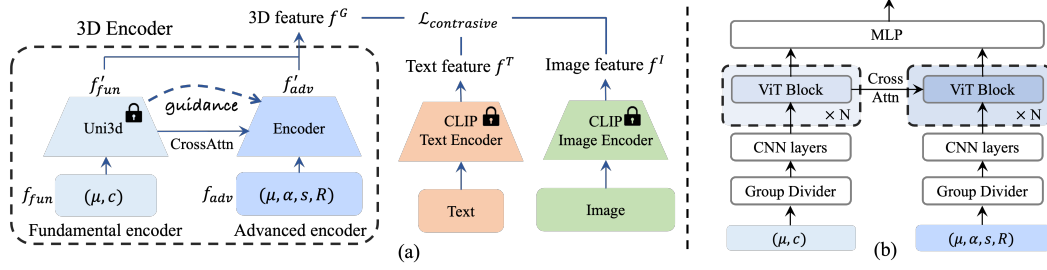 3D Encoder
3D feature f^G
ℒ_contrasive
f'_fun
f'_adv
guidance
Uni3d
CrossAttn
Encoder
f_fun
(μ, c)
f_adv
(μ, α, s, R)
Fundamental encoder
Advanced encoder
Text feature f^T
Image feature f^I
CLIP
Text Encoder
CLIP
Image Encoder
Text
Image
(a)
MLP
ViT Block
Cross
Attn
ViT Block
× N
× N
CNN layers
CNN layers
Group Divider
Group Divider
(μ, c)
(μ, α, s, R)
(b)